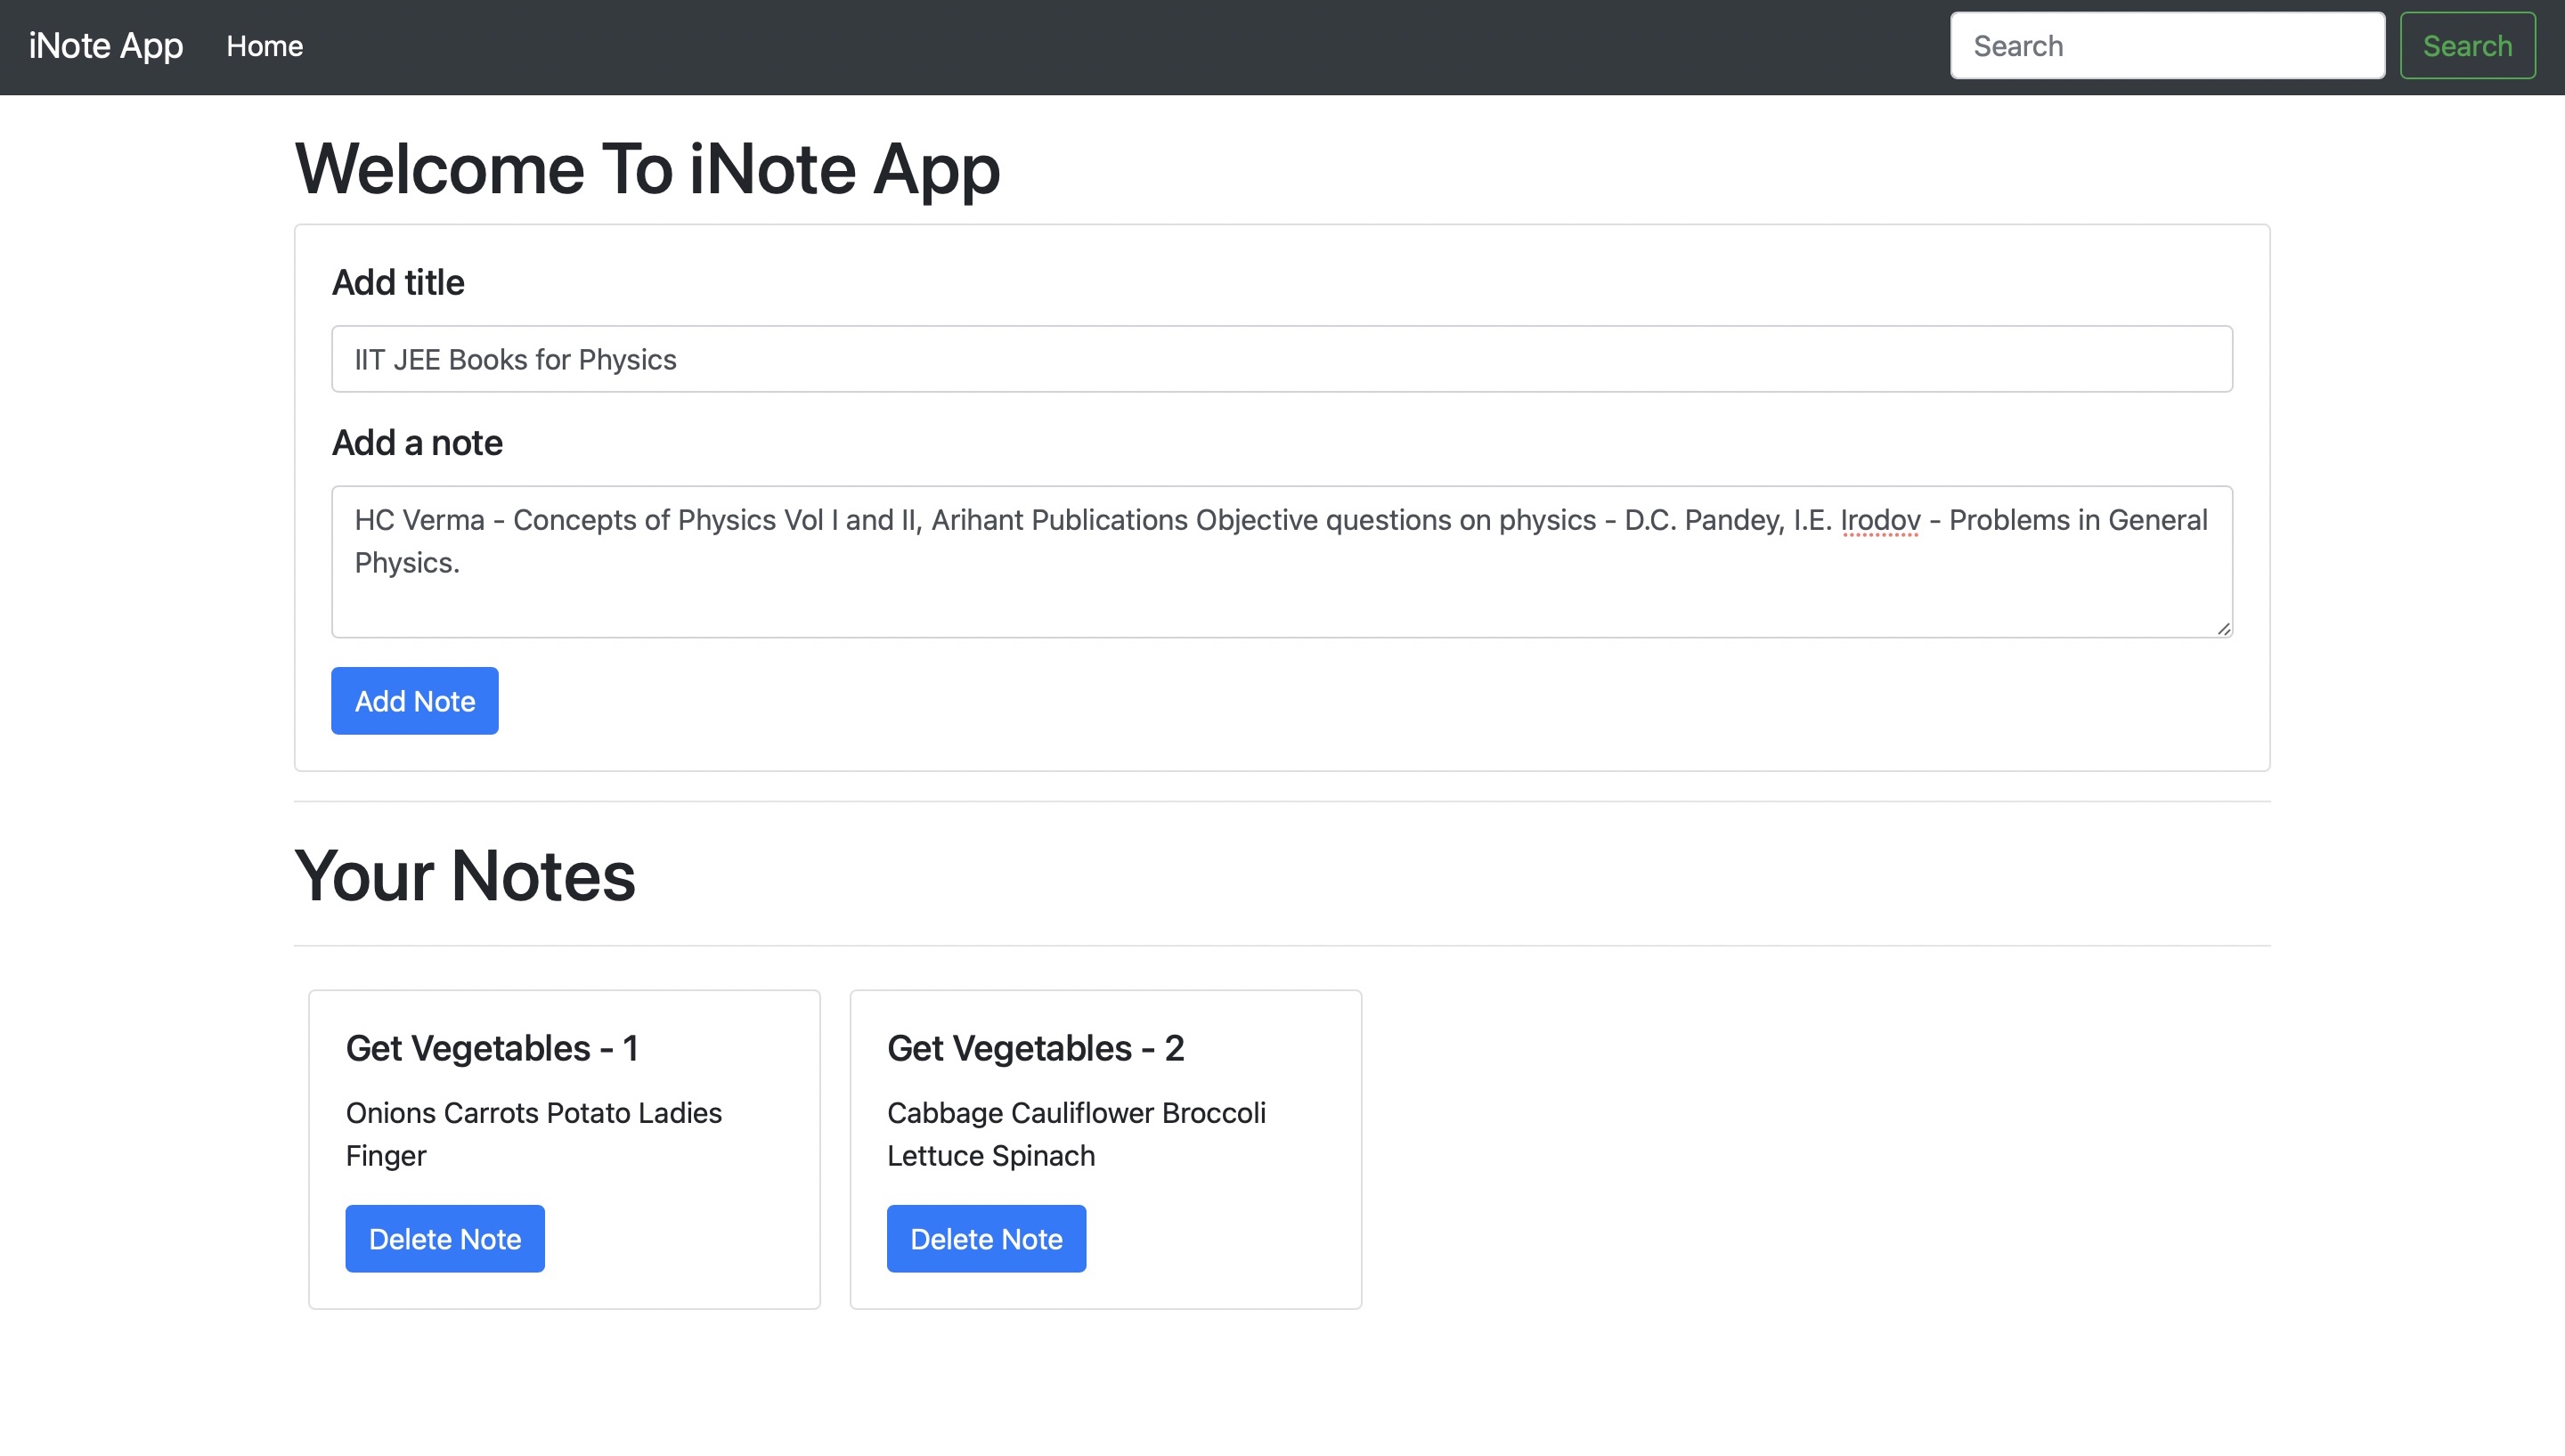 iNote App Home Search Search
Welcome To iNote App
Add title
IIT JEE Books for Physics
Add a note
HC Verma - Concepts of Physics Vol I and II, Arihant Publications Objective questions on physics - D.C. Pandey, I.E. Irodov - Problems in General
Physics.
Add Note
Your Notes
Get Vegetables - 1
Onions Carrots Potato Ladies
Finger
Delete Note
Get Vegetables - 2
Cabbage Cauliflower Broccoli
Lettuce Spinach
Delete Note